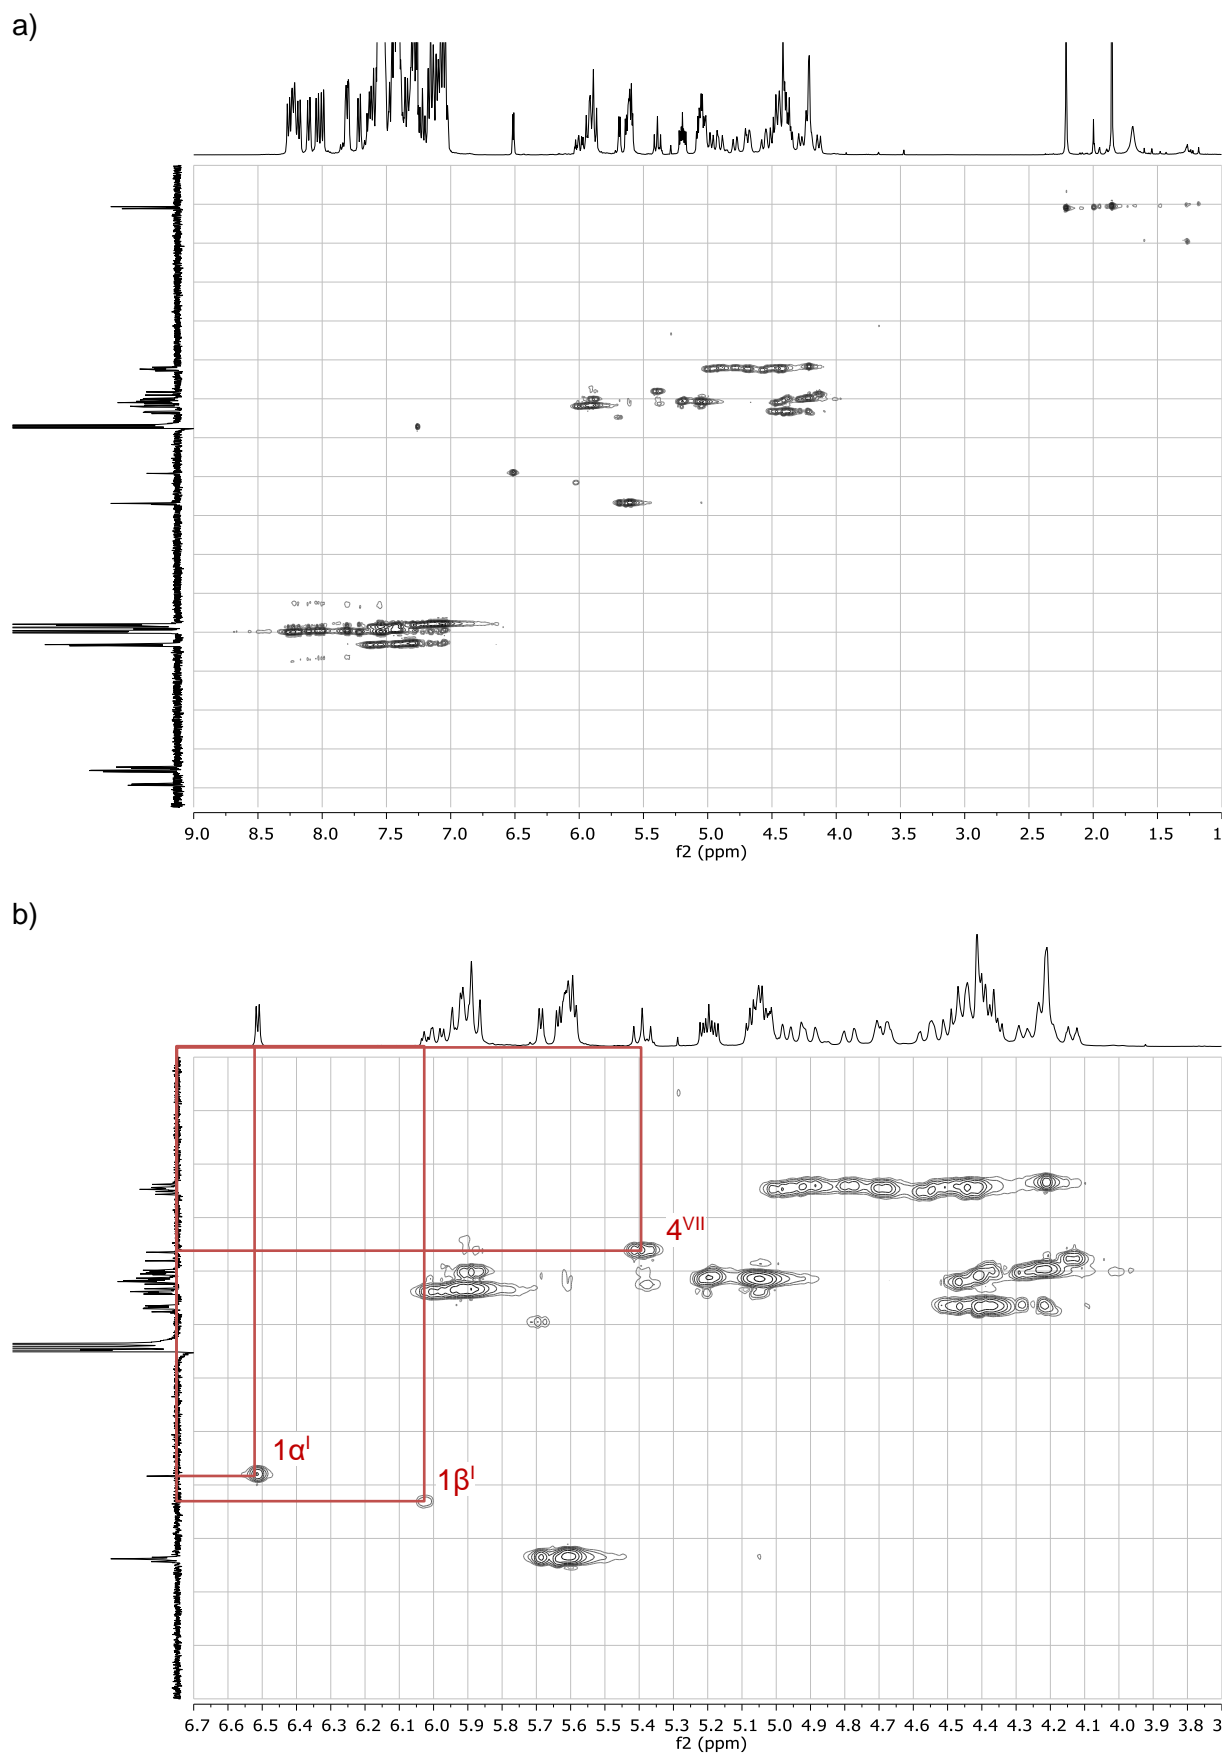 a)
9.0 8.5 8.0 7.5 7.0 6.5 6.0 5.5 5.0 4.5 4.0 3.5 3.0 2.5 2.0 1.5 1
f2 (ppm)
b)
4VII
1αI
1βI
6.7 6.6 6.5 6.4 6.3 6.2 6.1 6.0 5.9 5.8 5.7 5.6 5.5 5.4 5.3 5.2 5.1 5.0 4.9 4.8 4.7 4.6 4.5 4.4 4.3 4.2 4.1 4.0 3.9 3.8 3
f2 (ppm)